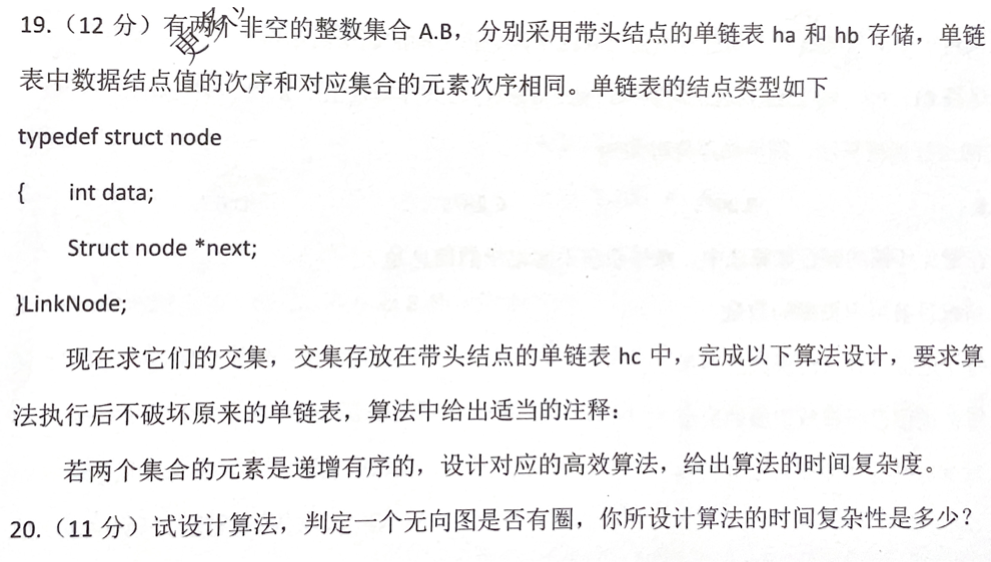 19.（12 分）有两个非空的整数集合 A.B，分别采用带头结点的单链表 ha 和 hb 存储，单链
表中数据结点值的次序和对应集合的元素次序相同。单链表的结点类型如下
typedef struct node
{ int data;
Struct node *next;
}LinkNode;
现在求它们的交集，交集存放在带头结点的单链表 hc 中，完成以下算法设计，要求算
法执行后不破坏原来的单链表，算法中给出适当的注释：
若两个集合的元素是递增有序的，设计对应的高效算法，给出算法的时间复杂度。
20.（11 分）试设计算法，判定一个无向图是否有圈，你所设计算法的时间复杂性是多少？